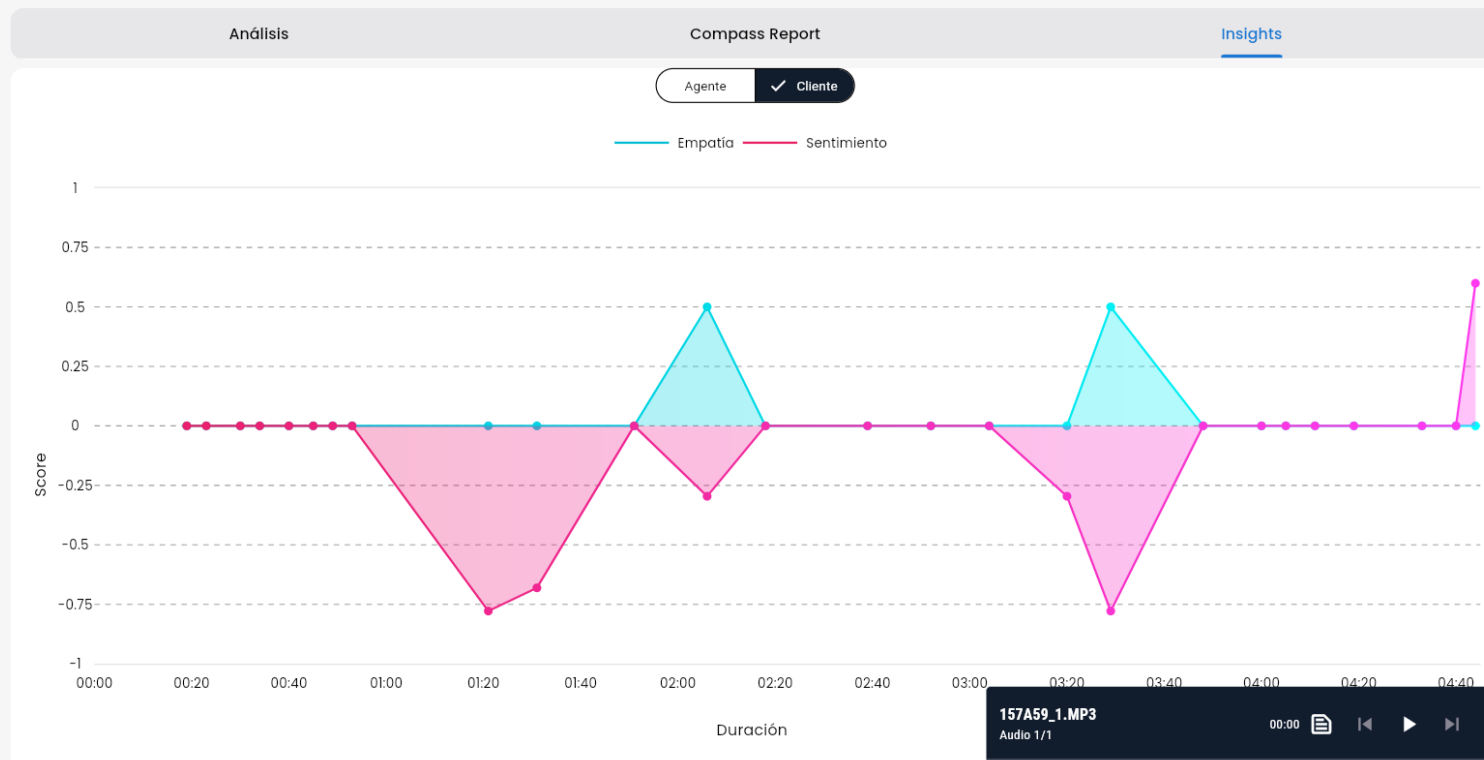 Análisis Compass Report Insights
Agente Cliente
Empatía Sentimiento
1
0.75
0.5
0.25
0
-0.25
-0.5
-0.75
-1
Score
00:00 00:20 00:40 01:00 01:20 01:40 02:00 02:20 02:40 03:00 03:20 03:40 04:00 04:20 04:40
Duración
157A59_1.MP3
Audio 1/1
00:00